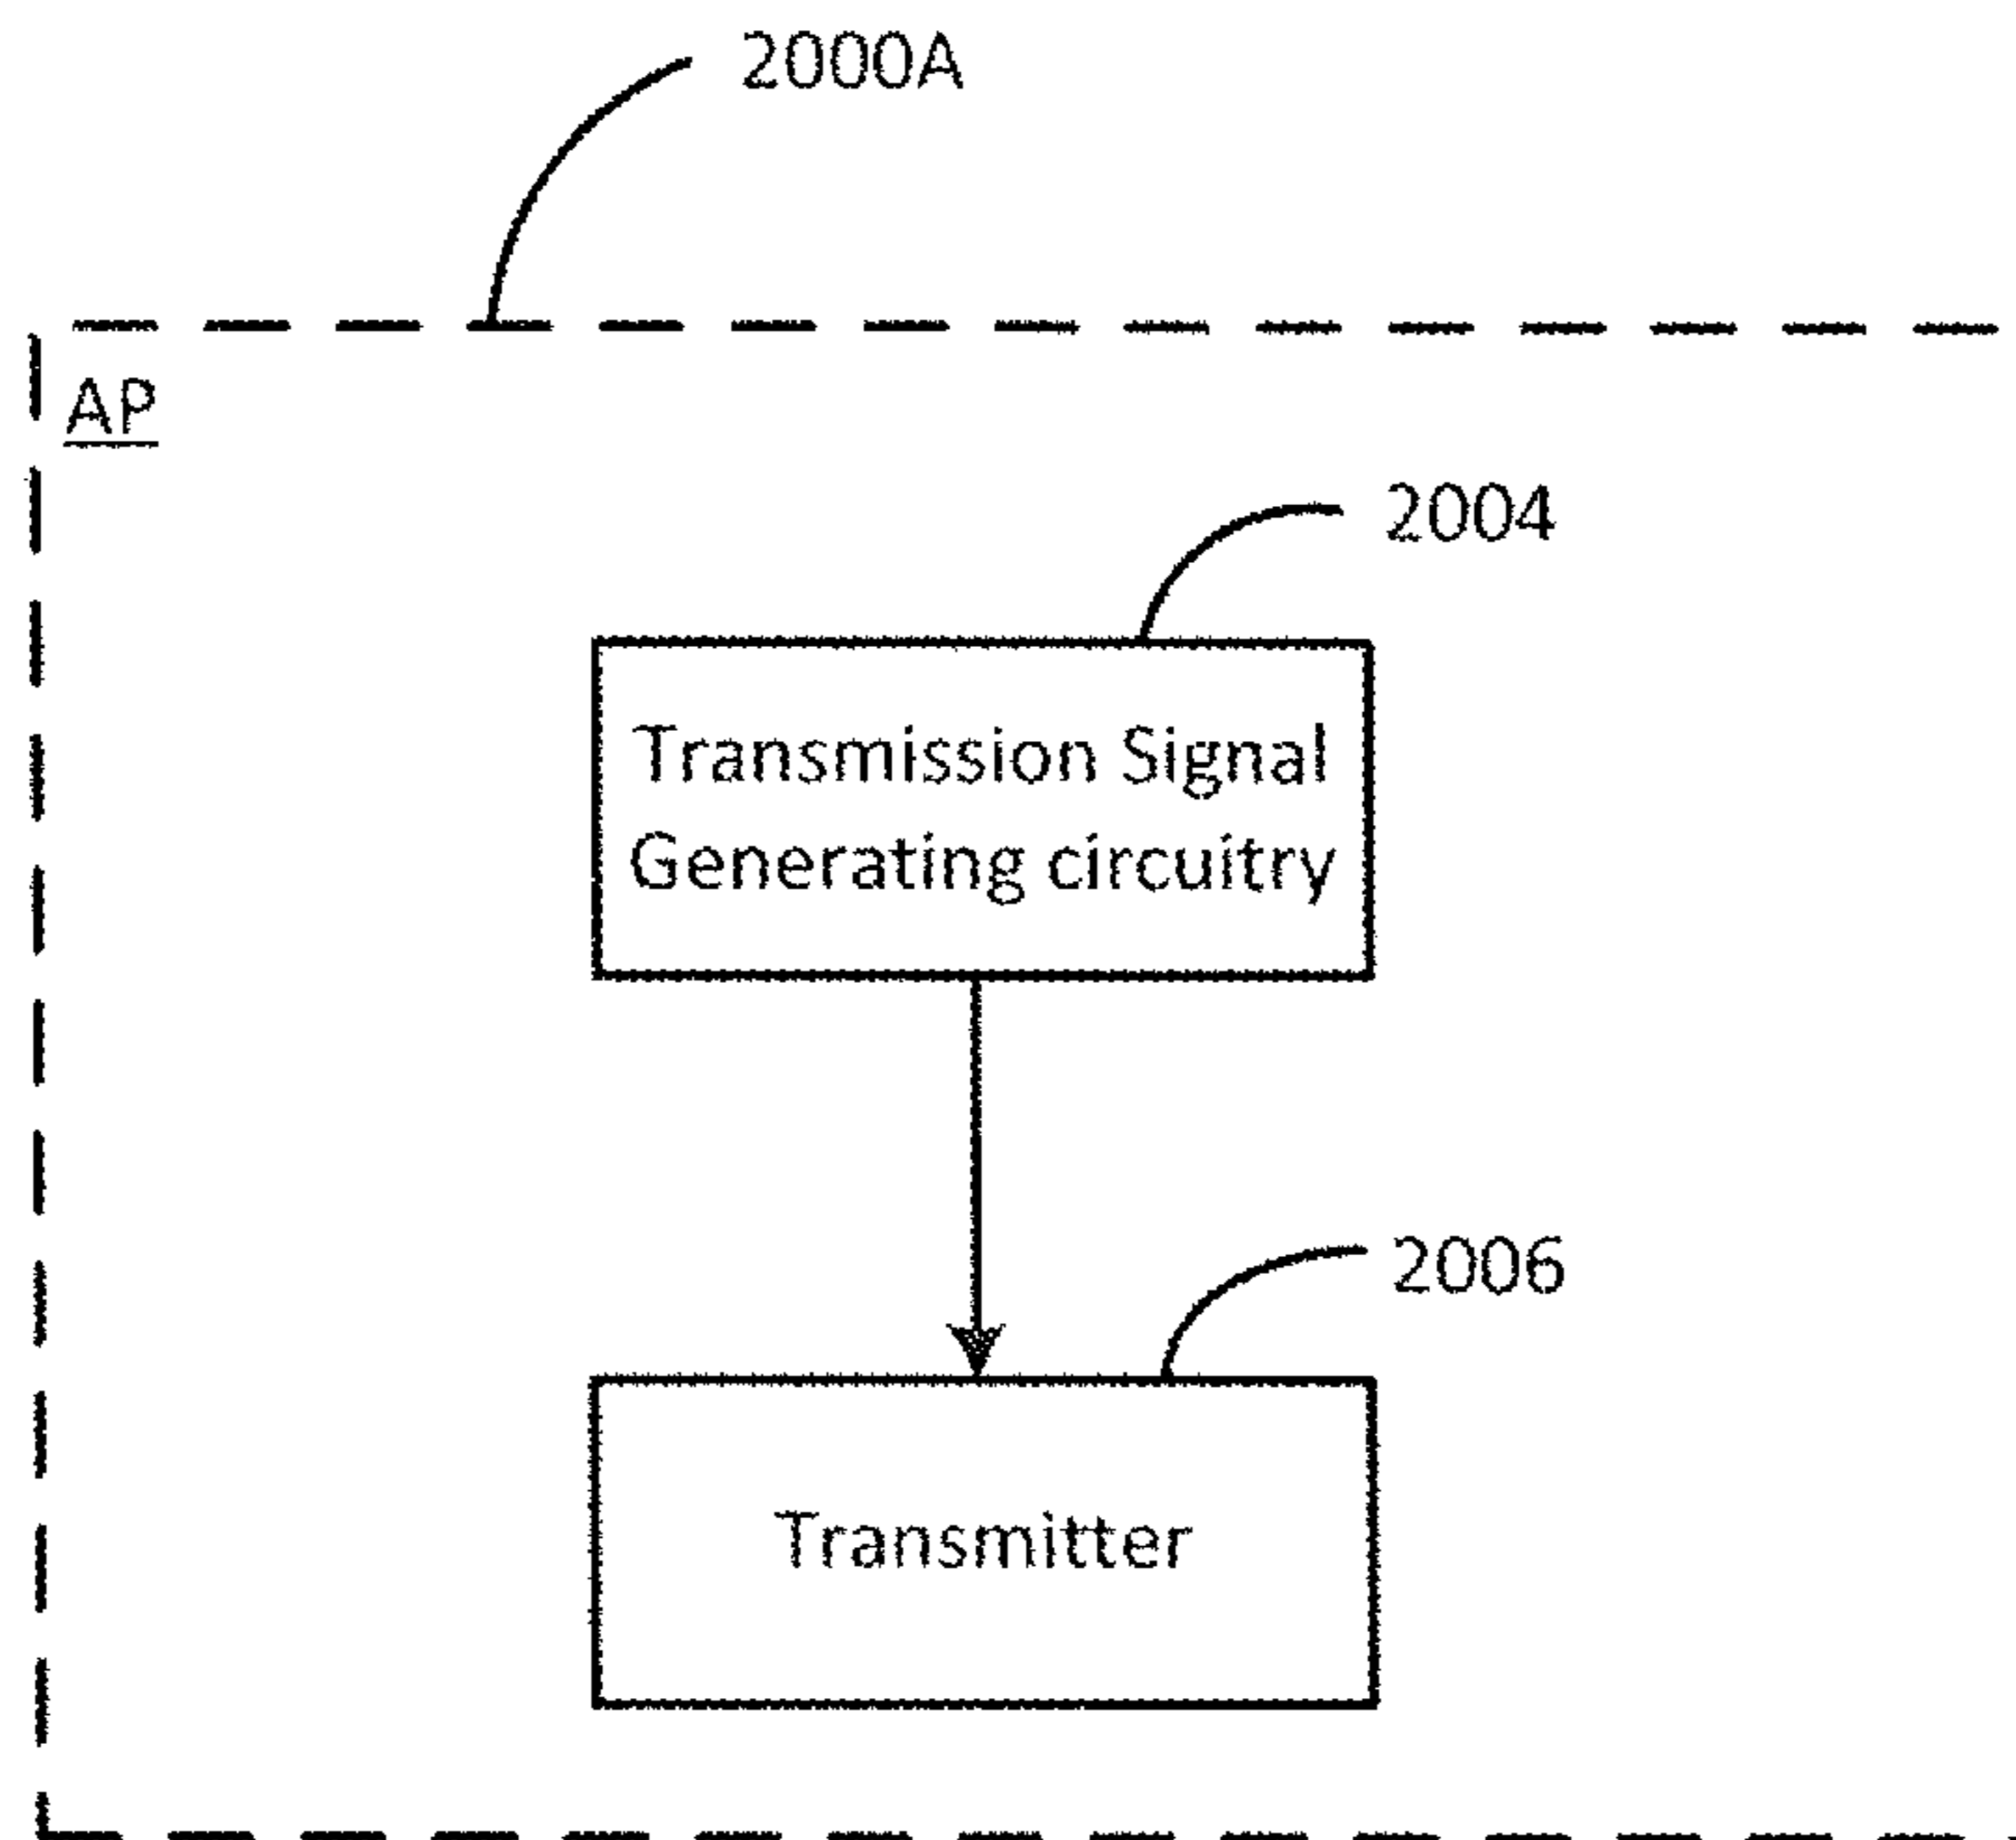 2000A
AP
2004
Transmission Signal
Generating circuitry
2006
Transmitter